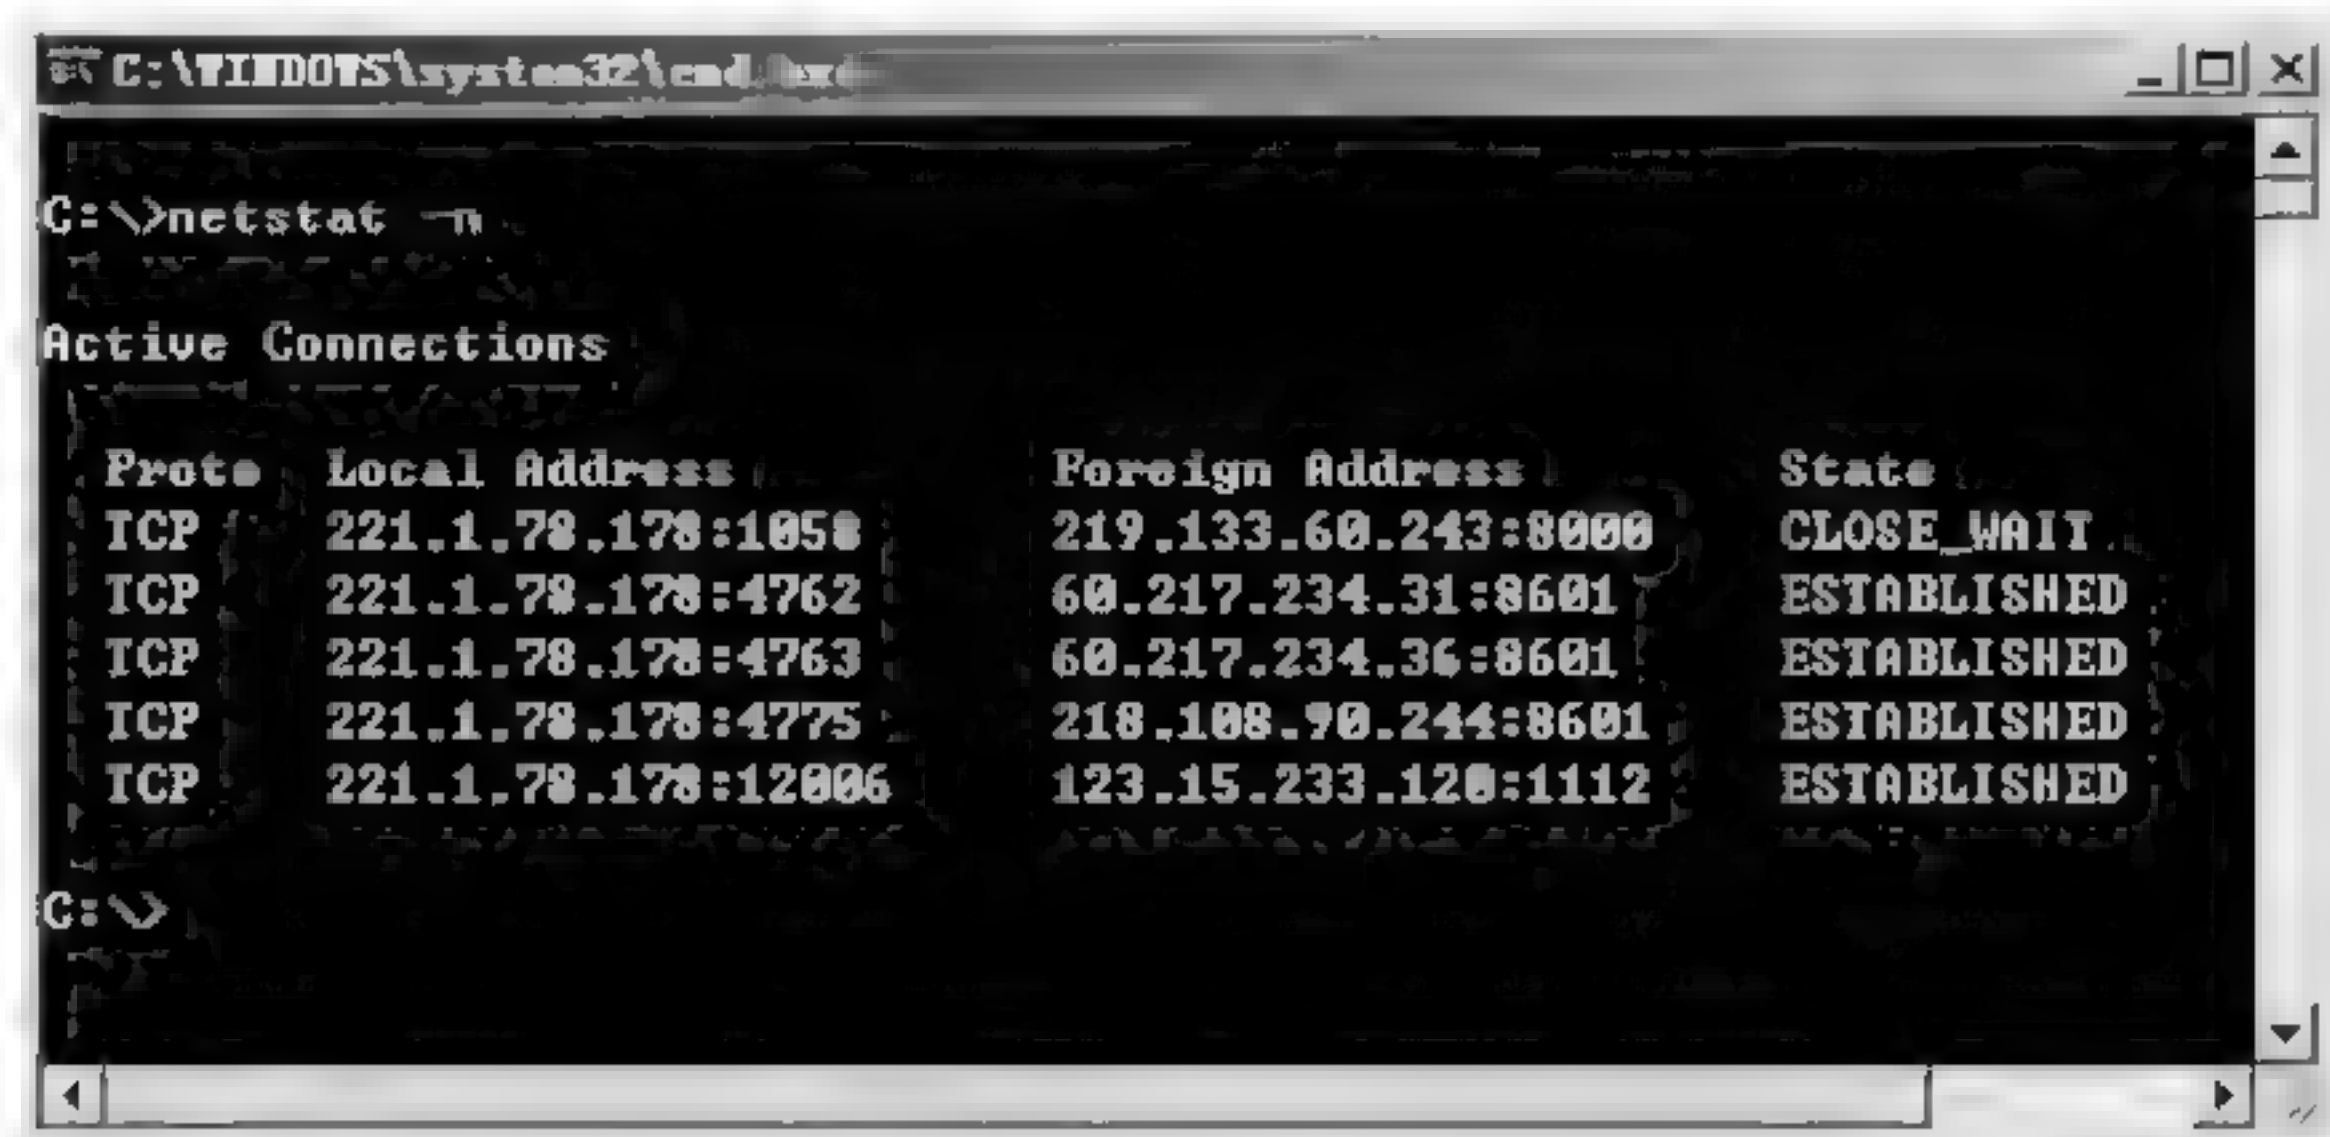 C:\WINDOWS\system32\cmd.exe
C:\>netstat -n
Active Connections
Proto Local Address Foreign Address State
TCP 221.1.78.178:1058 219.133.60.243:8000 CLOSE_WAIT
TCP 221.1.78.178:4762 60.217.234.31:8601 ESTABLISHED
TCP 221.1.78.178:4763 60.217.234.36:8601 ESTABLISHED
TCP 221.1.78.178:4775 218.108.90.244:8601 ESTABLISHED
TCP 221.1.78.178:12006 123.15.233.120:1112 ESTABLISHED
C:\>